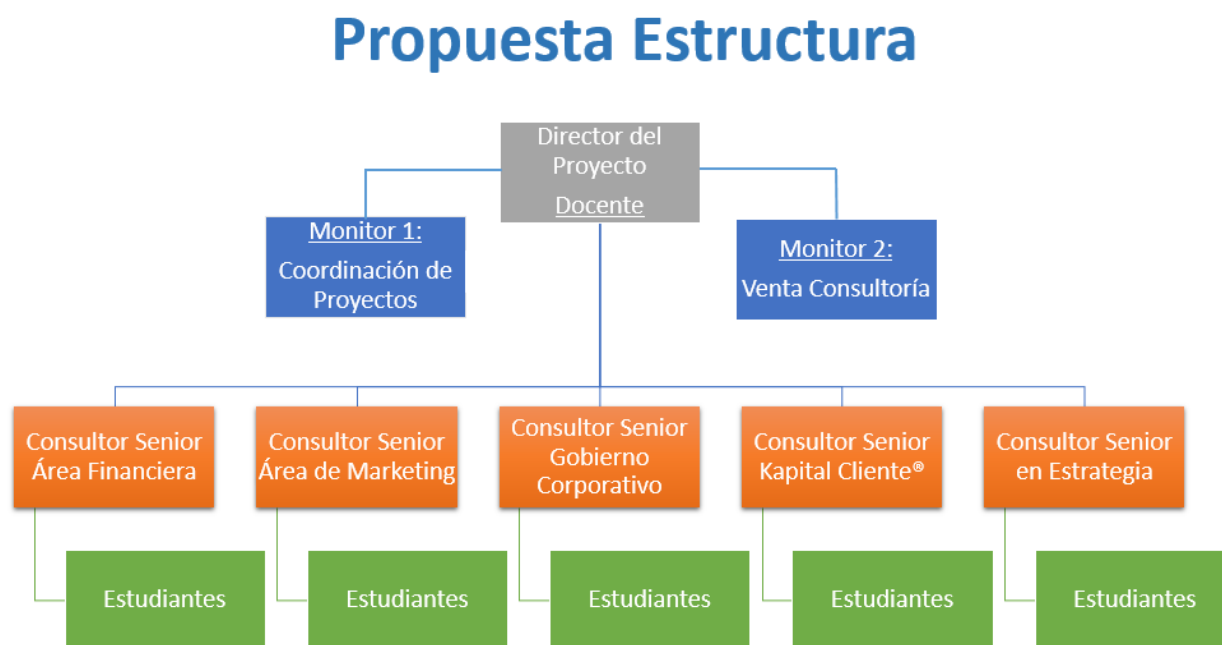 Propuesta Estructura
Director del
Proyecto
Docente
Monitor 1:
Coordinación de
Proyectos
Monitor 2:
Venta Consultoría
Consultor Senior
Área Financiera
Consultor Senior
Área de Marketing
Consultor Senior
Gobierno
Corporativo
Consultor Senior
Kapital Cliente®
Consultor Senior
en Estrategia
Estudiantes
Estudiantes
Estudiantes
Estudiantes
Estudiantes